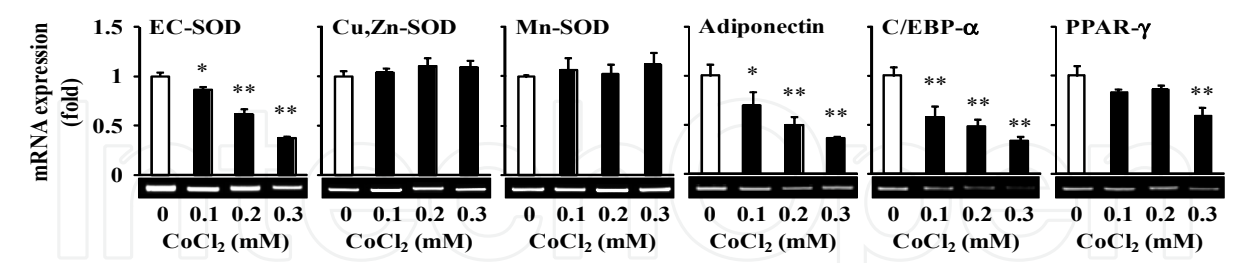 EC-SOD Cu,Zn-SOD Mn-SOD Adiponectin C/EBP-α PPAR-γ
mRNA expression
(fold)
1.5
1
0.5
0
* ** **
* ** **
** ** **
**
0 0.1 0.2 0.3 0 0.1 0.2 0.3 0 0.1 0.2 0.3 0 0.1 0.2 0.3 0 0.1 0.2 0.3 0 0.1 0.2 0.3
CoCl₂ (mM) CoCl₂ (mM) CoCl₂ (mM) CoCl₂ (mM) CoCl₂ (mM) CoCl₂ (mM)
IntechOpen